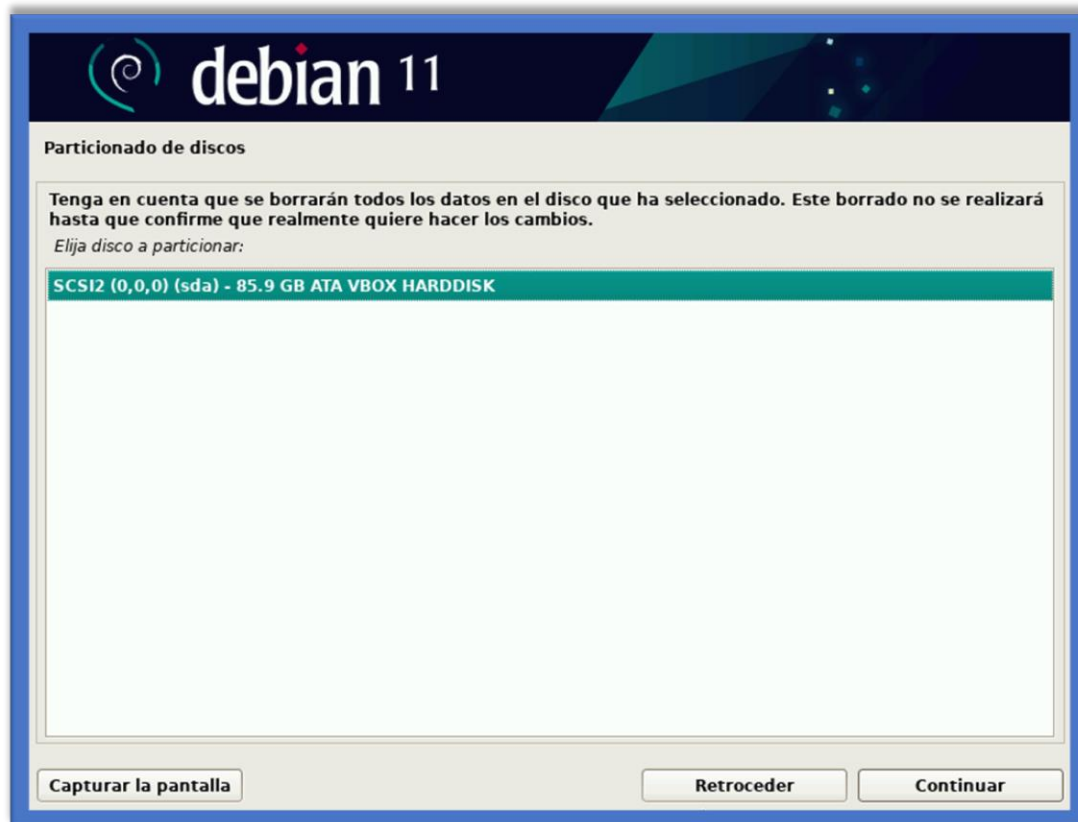 debian 11
Particionado de discos
Tenga en cuenta que se borrarán todos los datos en el disco que ha seleccionado. Este borrado no se realizará
hasta que confirme que realmente quiere hacer los cambios.
Elija disco a particionar:
SCSI2 (0,0,0) (sda) - 85.9 GB ATA VBOX HARDDISK
Capturar la pantalla
Retroceder
Continuar